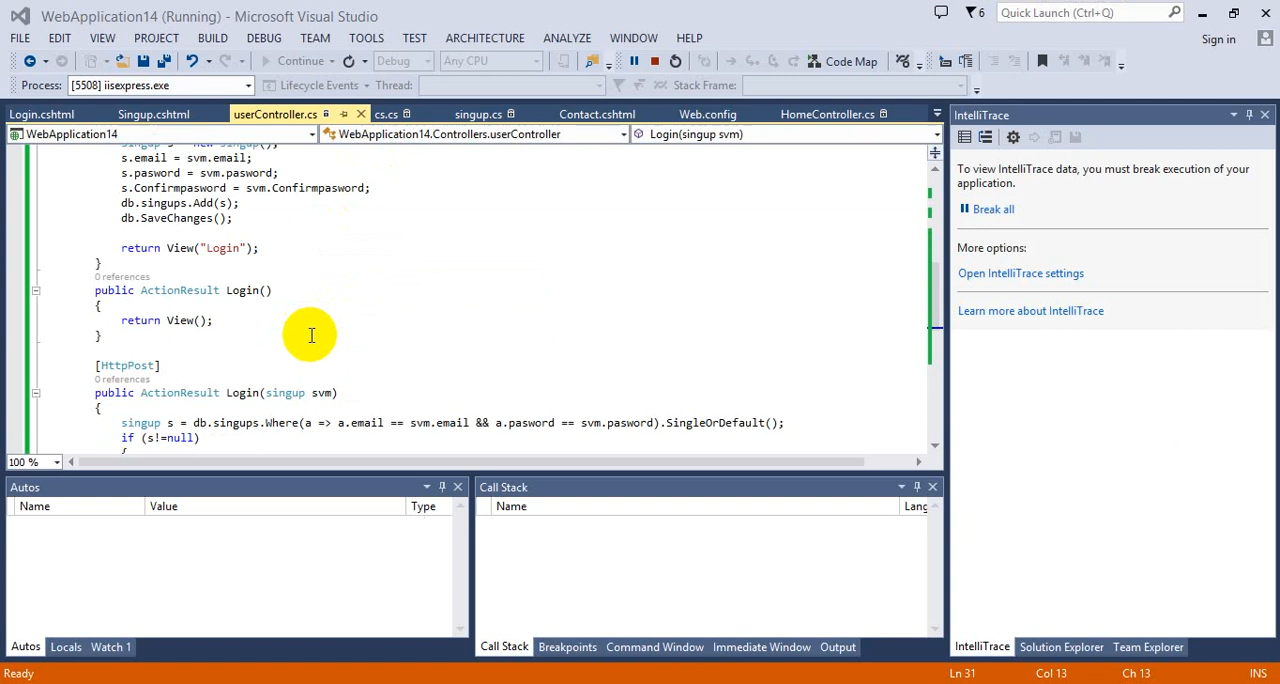 WebApplication14 (Running) - Microsoft Visual Studio
6
Quick Launch (Ctrl+Q)
FILE EDIT VIEW PROJECT BUILD DEBUG TEAM TOOLS TEST ARCHITECTURE ANALYZE WINDOW HELP
Sign in
Continue Debug Any CPU Code Map
Process: [5508] iisexpress.exe Lifecycle Events Thread: Stack Frame:
Login.cshtml Singup.cshtml userController.cs cs.cs singup.cs Contact.cshtml Web.config HomeController.cs
WebApplication14 WebApplication14.Controllers.userController Login(singup svm)
singup s = new singup();
s.email = svm.email;
s.pasword = svm.pasword;
s.Confirmpasword = svm.Confirmpasword;
db.singups.Add(s);
db.SaveChanges();
return View("Login");
}
0 references
public ActionResult Login()
{
return View();
}
[HttpPost]
0 references
public ActionResult Login(singup svm)
{
singup s = db.singups.Where(a => a.email == svm.email && a.pasword == svm.pasword).SingleOrDefault();
if (s!=null)
{
100 %
IntelliTrace
To view IntelliTrace data, you must break execution of your
application.
Break all
More options:
Open IntelliTrace settings
Learn more about IntelliTrace
Autos
Name Value Type
Call Stack
Name Lang
Autos Locals Watch 1
Call Stack Breakpoints Command Window Immediate Window Output
IntelliTrace Solution Explorer Team Explorer
Ready Ln 31 Col 13 Ch 13 INS